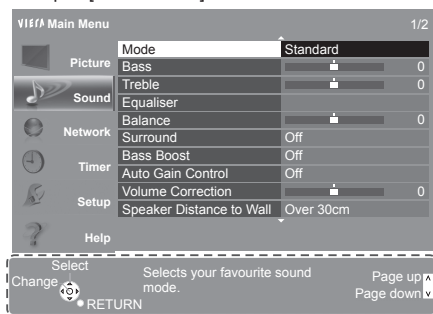 VIErA Main Menu 1/2
Picture
Sound
Network
Timer
Setup
Help
Mode Standard
Bass 0
Treble 0
Equaliser
Balance 0
Surround Off
Bass Boost Off
Auto Gain Control Off
Volume Correction 0
Speaker Distance to Wall Over 30cm
Select
Change
RETURN
Selects your favourite sound
mode.
Page up
Page down